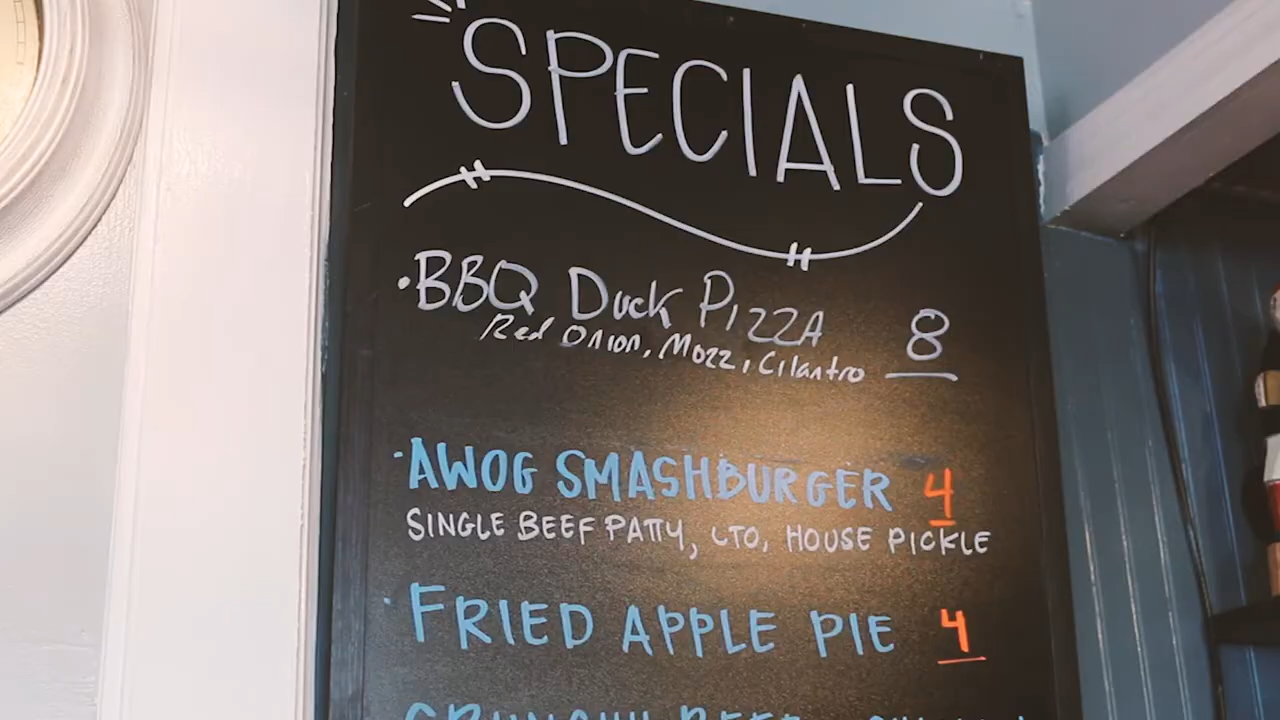 SPECIALS
·BBQ Duck Pizza 8
Red Onion, Mozz, Cilantro
·AWOG SMASHBURGER 4
SINGLE BEEF PATTY, LTO, HOUSE PICKLE
·FRIED APPLE PIE 4
BEEF